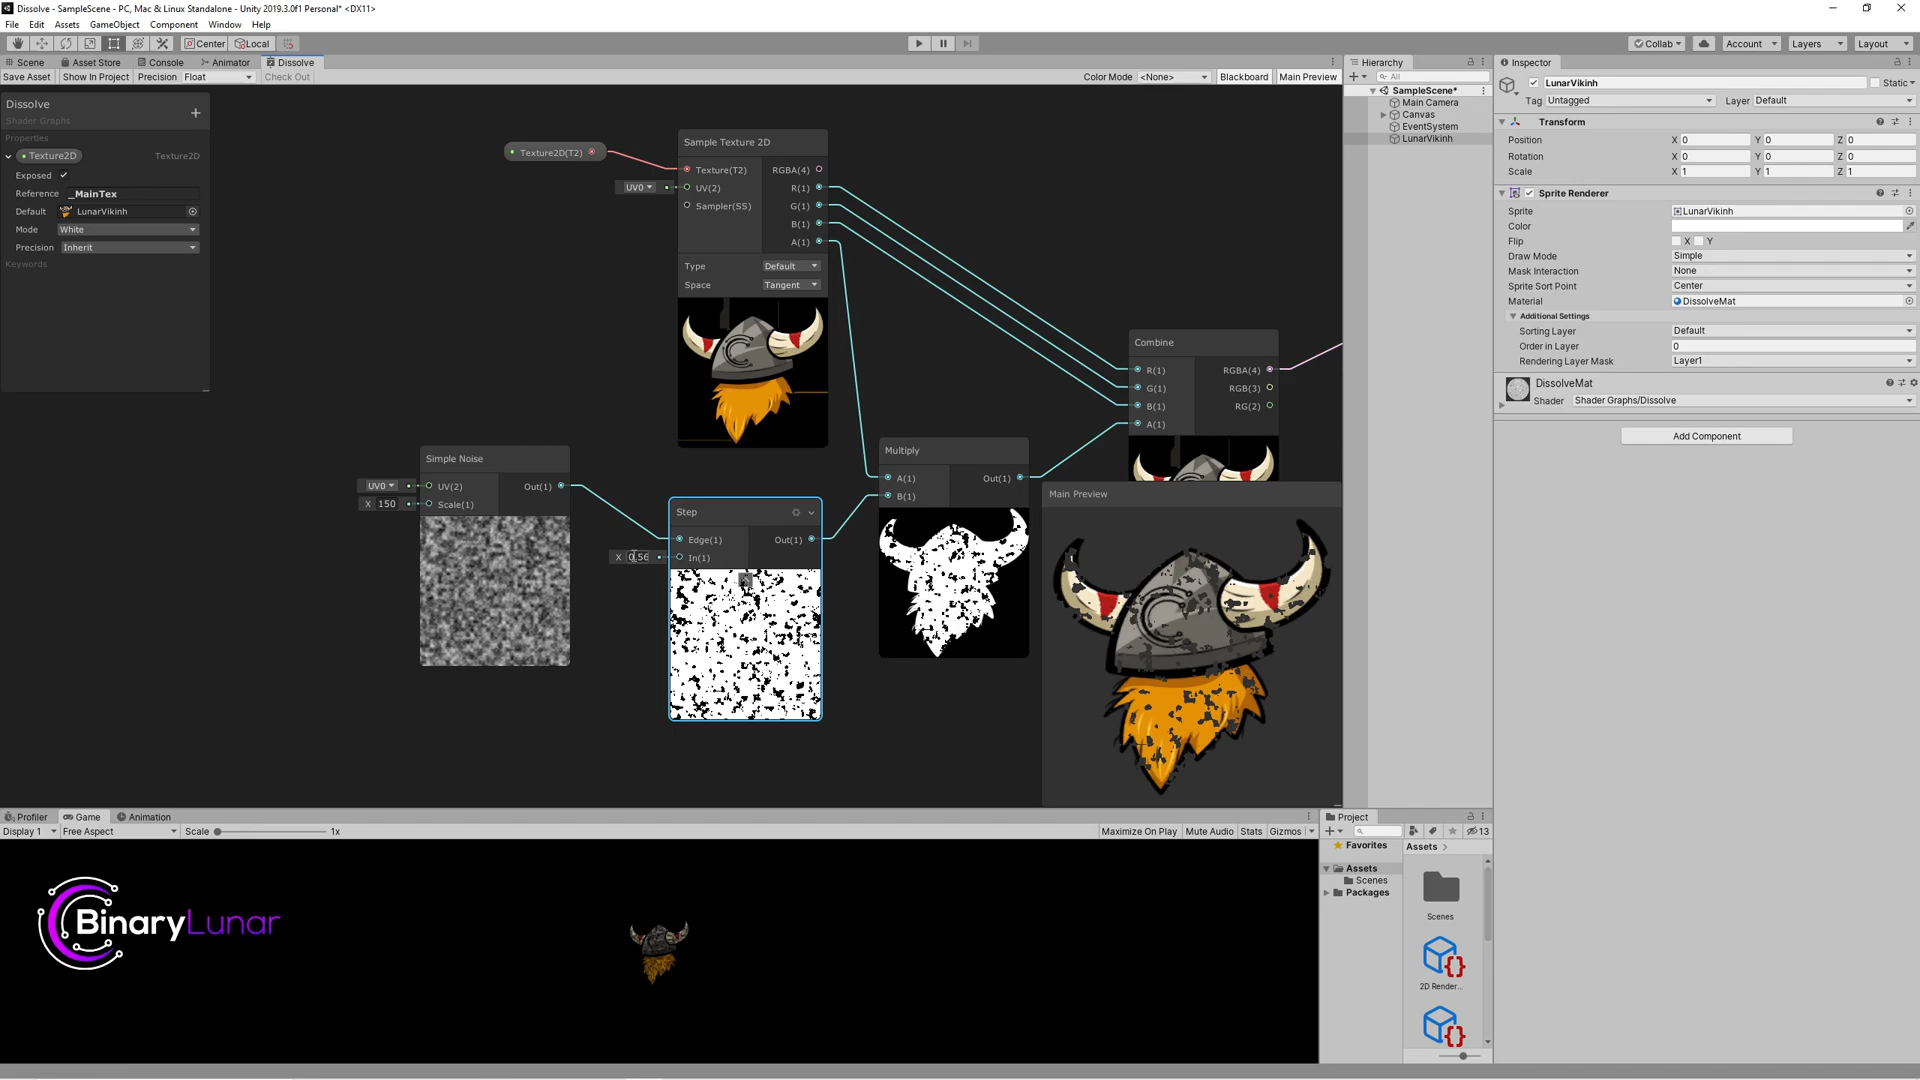 Dissolve - SampleScene - PC, Mac & Linux Standalone - Unity 2019.3.0f1 Personal* <DX11>
File Edit Assets GameObject Component Window Help
Center Local Collab Account Layers Layout
Scene Asset Store Console Animator Dissolve
Save Asset Show In Project Precision Float Check Out Color Mode <None> Blackboard Main Preview
Dissolve
Shader Graphs
Properties
Texture2D Texture2D
Exposed
Reference _MainTex
Default LunarVikinh
Mode White
Precision Inherit
Keywords
Texture2D(T2)
Sample Texture 2D
Texture(T2) RGBA(4)
UV0 UV(2) R(1)
Sampler(SS) G(1)
B(1)
A(1)
Type Default
Space Tangent
Simple Noise
UV0 UV(2) Out(1)
X 150 Scale(1)
Step
Edge(1) Out(1)
X 0.56 In(1)
Multiply
A(1) Out(1)
B(1)
Combine
R(1) RGBA(4)
G(1) RGB(3)
B(1) RG(2)
A(1)
Main Preview
Hierarchy
All
SampleScene*
Main Camera
Canvas
EventSystem
LunarVikinh
Inspector
LunarVikinh Static
Tag Untagged Layer Default
Transform
Position X 0 Y 0 Z 0
Rotation X 0 Y 0 Z 0
Scale X 1 Y 1 Z 1
Sprite Renderer
Sprite LunarVikinh
Color
Flip X Y
Draw Mode Simple
Mask Interaction None
Sprite Sort Point Center
Material DissolveMat
Additional Settings
Sorting Layer Default
Order in Layer 0
Rendering Layer Mask Layer1
DissolveMat
Shader Shader Graphs/Dissolve
Add Component
Profiler Game Animation
Display 1 Free Aspect Scale 1x Maximize On Play Mute Audio Stats Gizmos
BinaryLunar
Project
13
Favorites
Assets
Scenes
Packages
Assets
Scenes
2D Render...